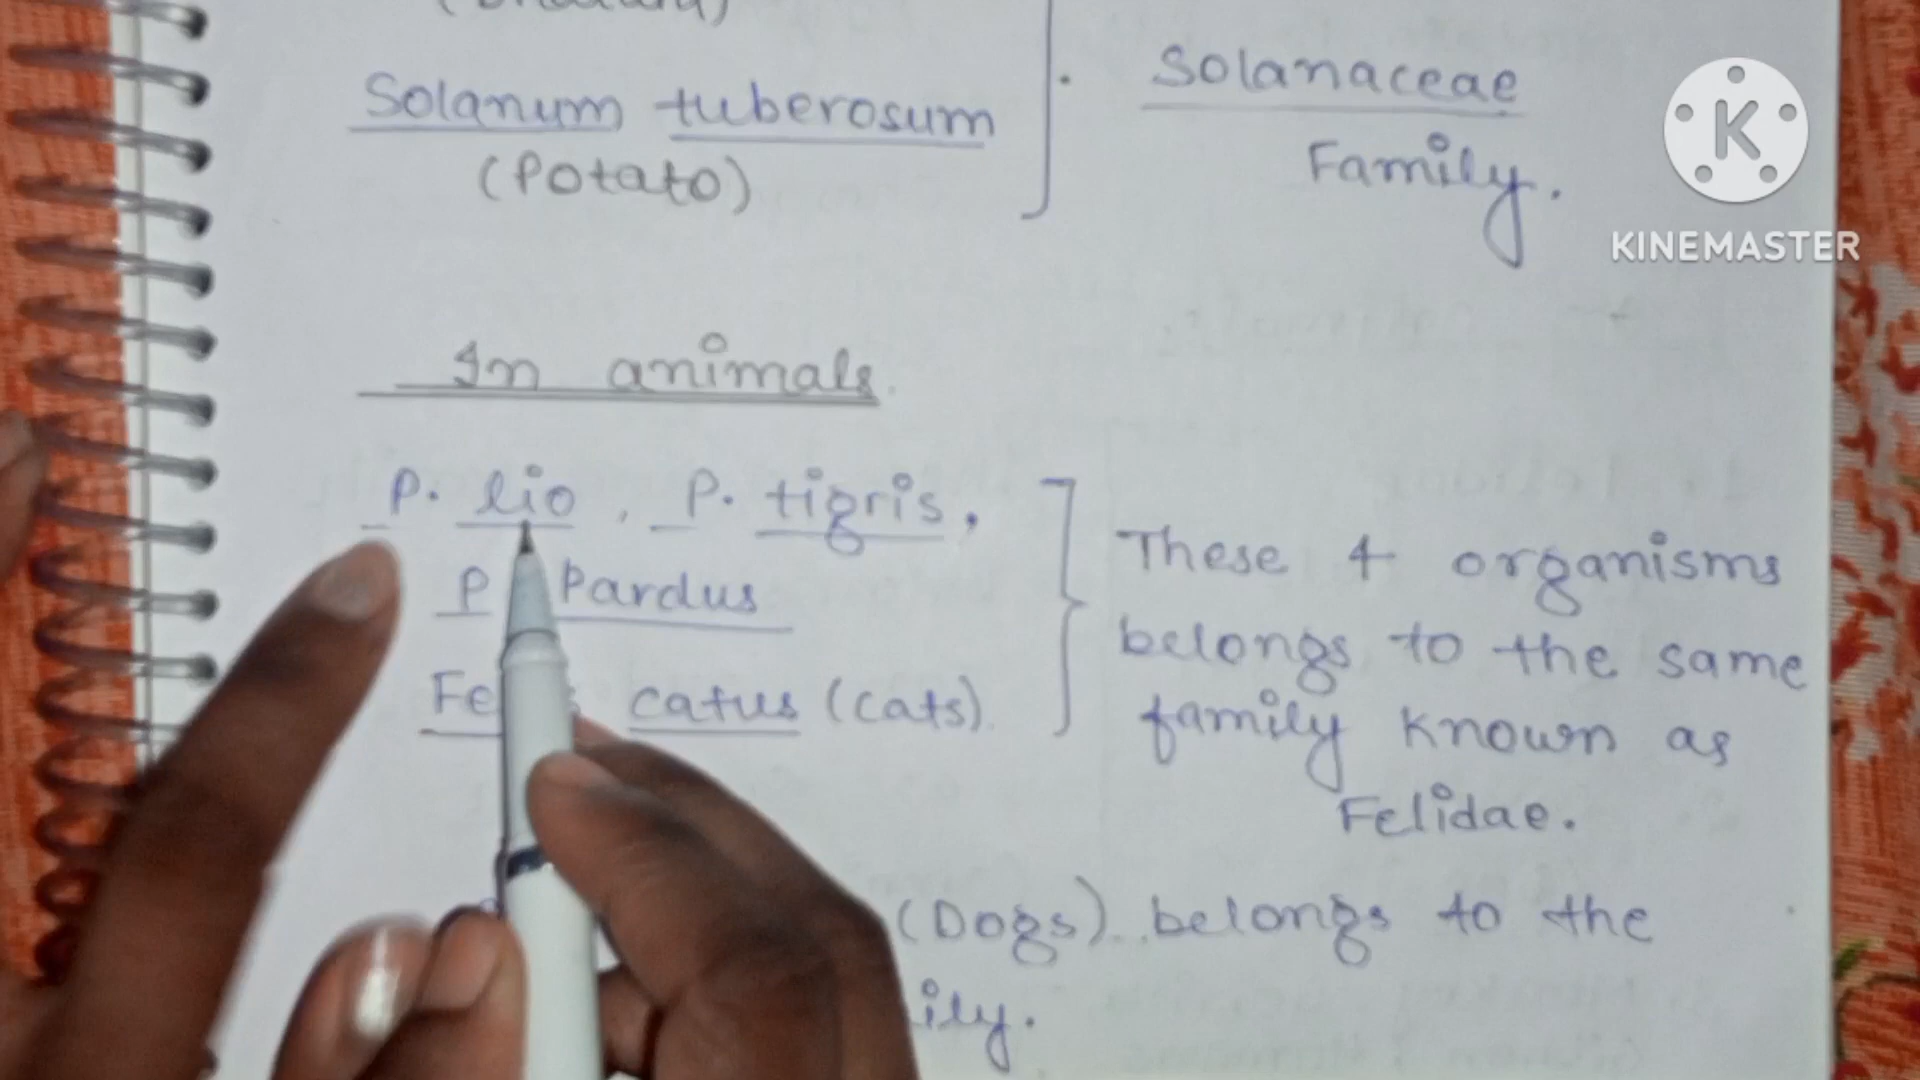 Solanum tuberosum
(Potato)
Solanaceae
Family.
KINEMASTER
In animals.
P. lio, P. tigris,
P Pardus
catus (cats).
These 4 organisms
belongs to the same
family known as
Felidae.
(Dogs) belongs to the